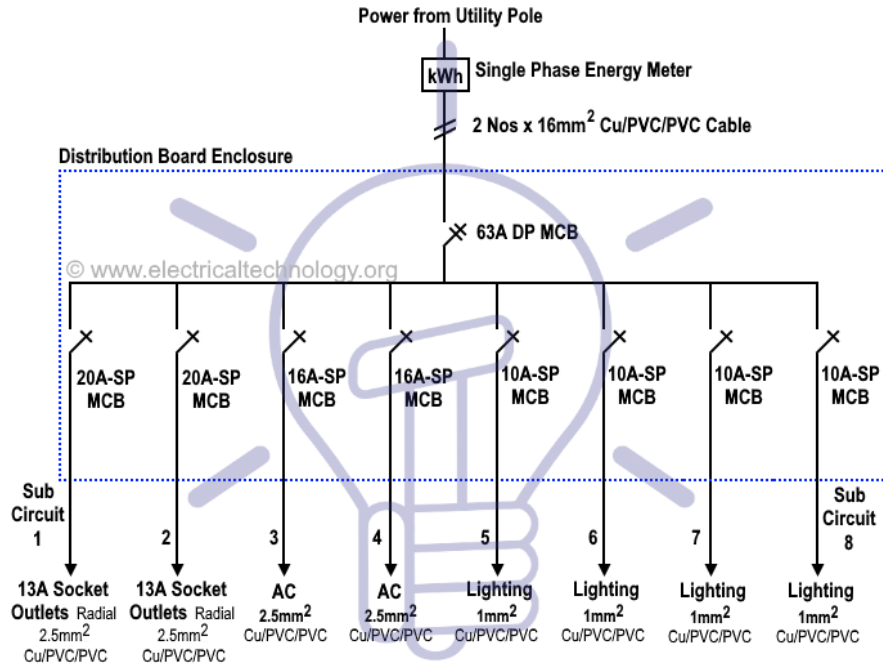 Power from Utility Pole
kWh
Single Phase Energy Meter
2 Nos x 16mm² Cu/PVC/PVC Cable
Distribution Board Enclosure
63A DP MCB
© www.electricaltechnology.org
20A-SP
MCB
20A-SP
MCB
16A-SP
MCB
16A-SP
MCB
10A-SP
MCB
10A-SP
MCB
10A-SP
MCB
10A-SP
MCB
Sub
Circuit
1
2
3
4
5
6
7
Sub
Circuit
8
13A Socket
Outlets Radial
2.5mm²
Cu/PVC/PVC
13A Socket
Outlets Radial
2.5mm²
Cu/PVC/PVC
AC
2.5mm²
Cu/PVC/PVC
AC
2.5mm²
Cu/PVC/PVC
Lighting
1mm²
Cu/PVC/PVC
Lighting
1mm²
Cu/PVC/PVC
Lighting
1mm²
Cu/PVC/PVC
Lighting
1mm²
Cu/PVC/PVC